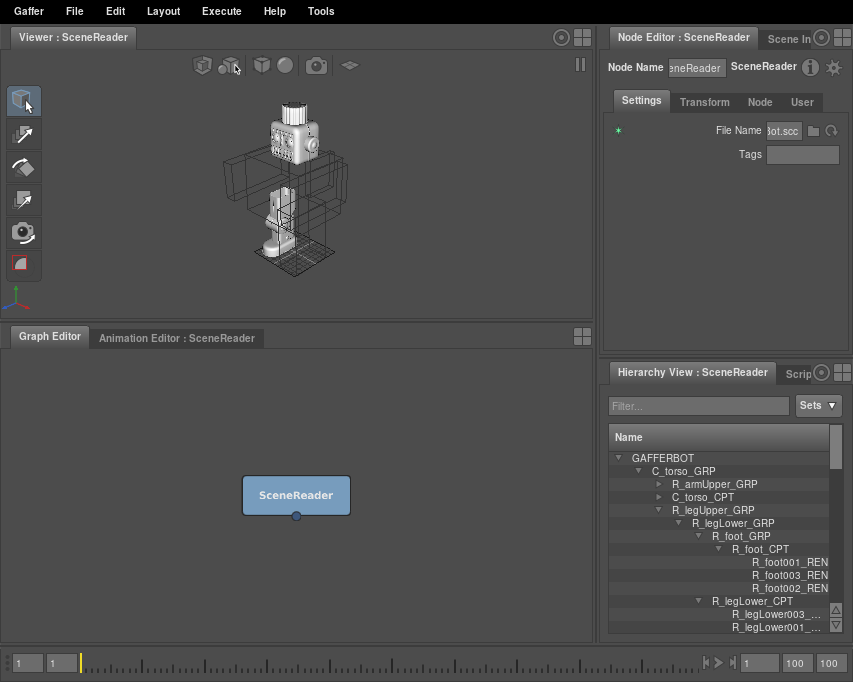 Gaffer File Edit Layout Execute Help Tools
Viewer : SceneReader
Node Editor : SceneReader Scene In
Node Name eneReader SceneReader
Settings Transform Node User
File Name Bot.scc
Tags
Graph Editor Animation Editor : SceneReader
SceneReader
Hierarchy View : SceneReader Scrip
Filter... Sets
Name
GAFFERBOT
C_torso_GRP
R_armUpper_GRP
C_torso_CPT
R_legUpper_GRP
R_legLower_GRP
R_foot_GRP
R_foot_CPT
R_foot001_REN
R_foot003_REN
R_foot002_REN
R_legLower_CPT
R_legLower003_...
R_legLower001_...
1 1 1 100 100